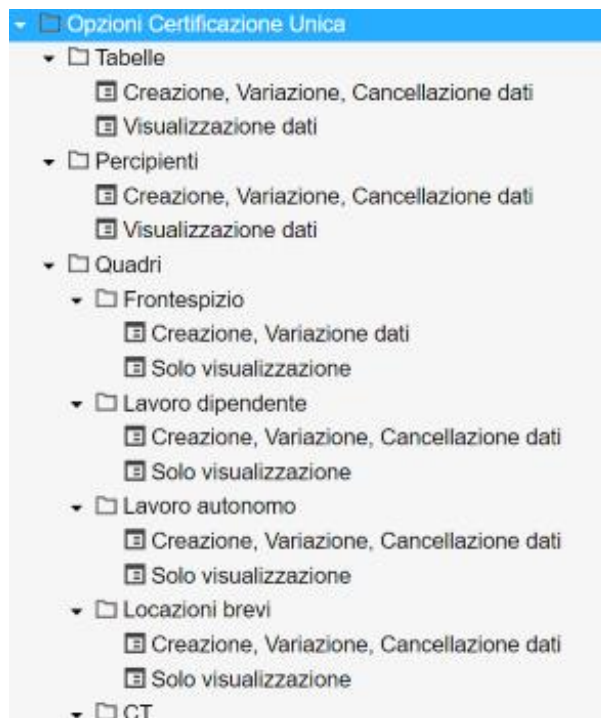 Opzioni Certificazione Unica
Tabelle
Creazione, Variazione, Cancellazione dati
Visualizzazione dati
Percipienti
Creazione, Variazione, Cancellazione dati
Visualizzazione dati
Quadri
Frontespizio
Creazione, Variazione dati
Solo visualizzazione
Lavoro dipendente
Creazione, Variazione, Cancellazione dati
Solo visualizzazione
Lavoro autonomo
Creazione, Variazione, Cancellazione dati
Solo visualizzazione
Locazioni brevi
Creazione, Variazione, Cancellazione dati
Solo visualizzazione
CT